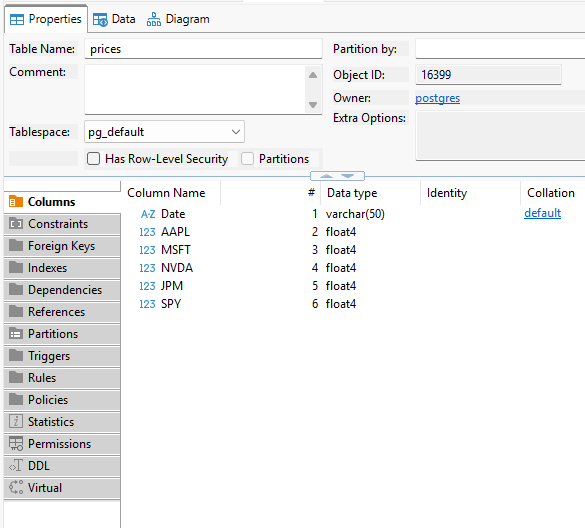 Properties Data Diagram
Table Name: prices Partition by:
Comment: Object ID: 16399
Owner: postgres
Extra Options:
Tablespace: pg_default
Has Row-Level Security Partitions
Columns
Constraints
Foreign Keys
Indexes
Dependencies
References
Partitions
Triggers
Rules
Policies
Statistics
Permissions
DDL
Virtual
Column Name # Data type Identity Collation
A-Z Date 1 varchar(50) default
123 AAPL 2 float4
123 MSFT 3 float4
123 NVDA 4 float4
123 JPM 5 float4
123 SPY 6 float4